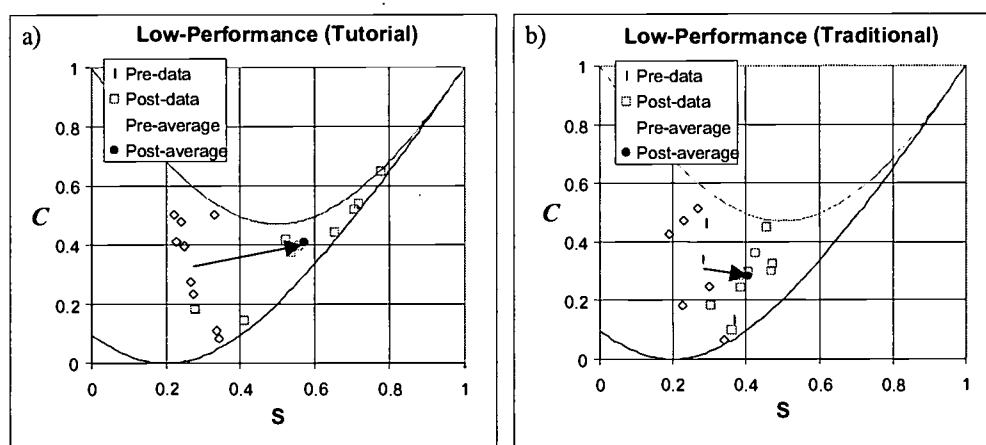 a)
Low-Performance (Tutorial)
Pre-data
Post-data
Pre-average
Post-average
1
0.8
0.6
0.4
0.2
0
C
0
0.2
0.4
0.6
0.8
1
S
b)
Low-Performance (Traditional)
Pre-data
Post-data
Pre-average
Post-average
1
0.8
0.6
0.4
0.2
0
C
0
0.2
0.4
0.6
0.8
1
S